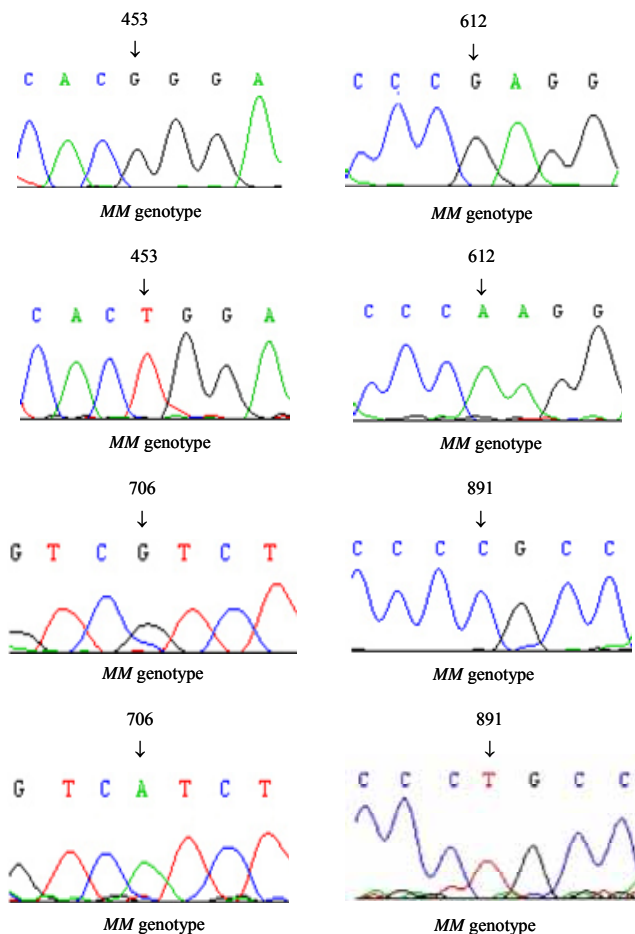 453
↓
C A C G G G A
MM genotype
612
↓
C C C G A G G
MM genotype
453
↓
C A C T G G A
MM genotype
612
↓
C C C A A G G
MM genotype
706
↓
G T C G T C T
MM genotype
891
↓
C C C C G C C
MM genotype
706
↓
G T C A T C T
MM genotype
891
↓
C C C T G C C
MM genotype